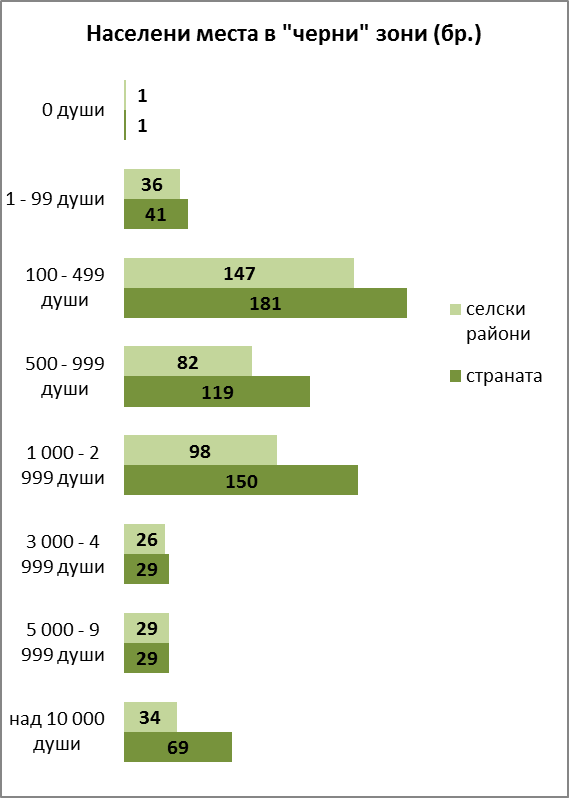 Населени места в "черни" зони (бр.)
0 души
1
1
1 - 99 души
36
41
100 - 499
души
147
181
500 - 999
души
82
119
1 000 - 2
999 души
98
150
3 000 - 4
999 души
26
29
5 000 - 9
999 души
29
29
над 10 000
души
34
69
селски
райони
страната